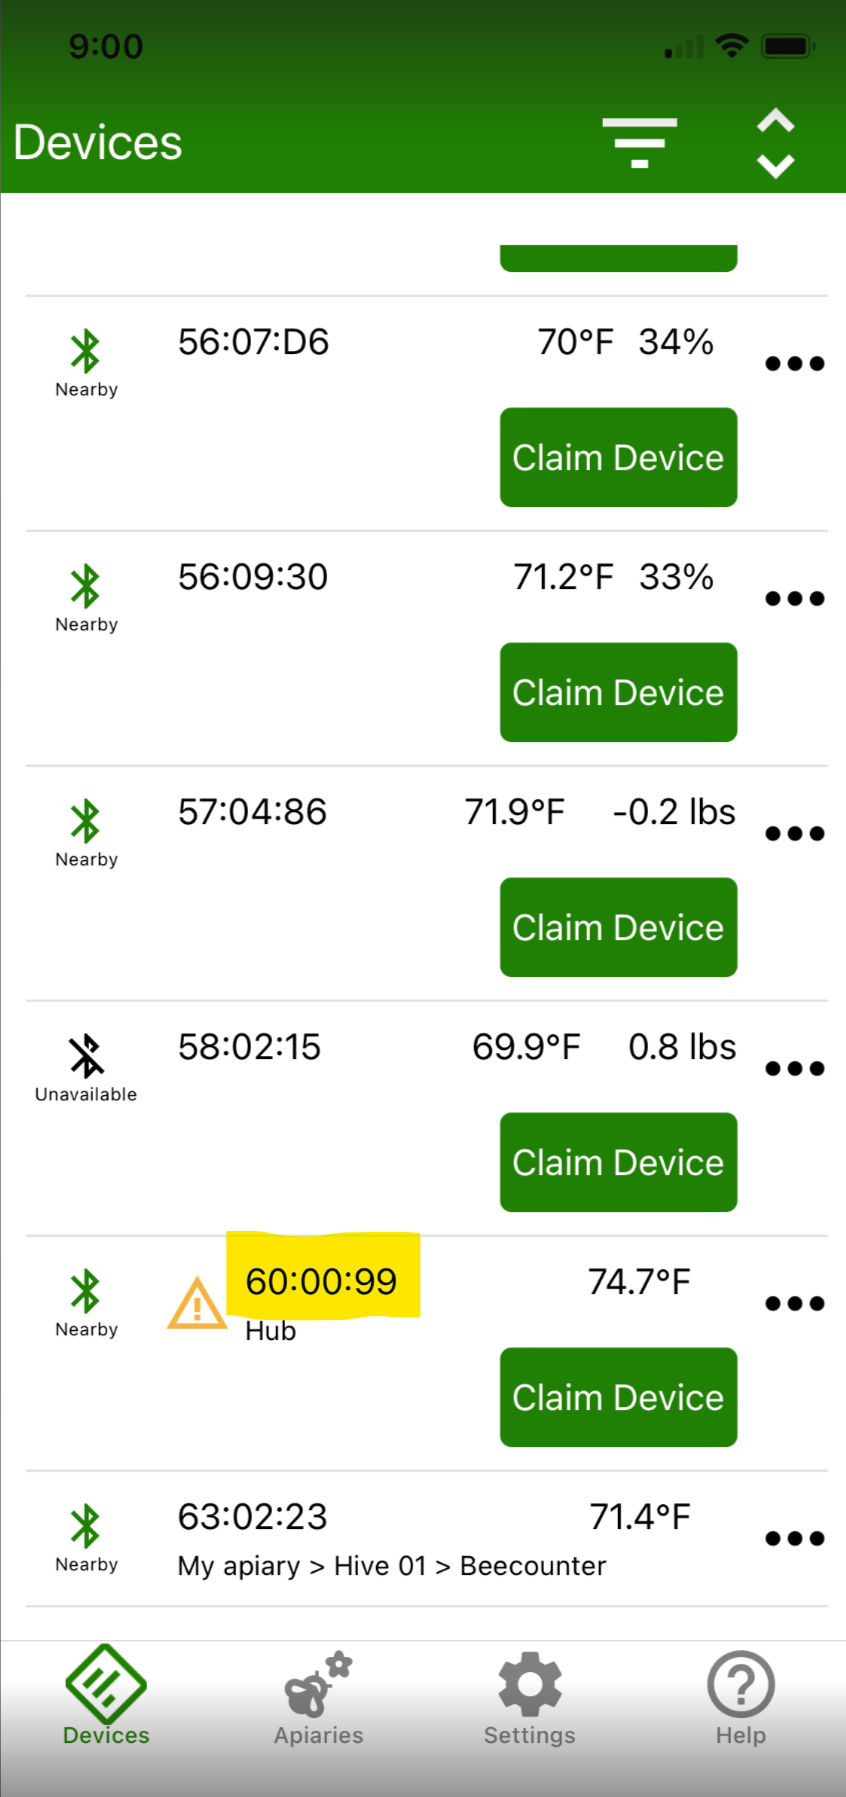 9:00
Devices
56:07:D6 70°F 34%
Nearby
Claim Device
56:09:30 71.2°F 33%
Nearby
Claim Device
57:04:86 71.9°F -0.2 lbs
Nearby
Claim Device
58:02:15 69.9°F 0.8 lbs
Unavailable
Claim Device
60:00:99 74.7°F
Nearby Hub
Claim Device
63:02:23 71.4°F
Nearby My apiary > Hive 01 > Beecounter
Devices Apiaries Settings Help